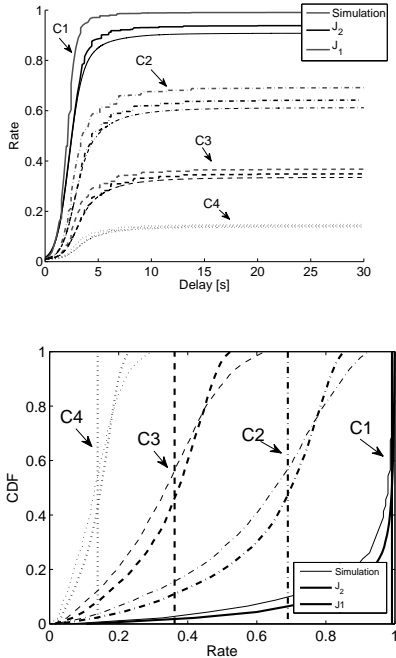 1
0.8
0.6
0.4
0.2
0
Rate
0 5 10 15 20 25 30
Delay [s]
C1
C2
C3
C4
Simulation
J2
J1
1
0.8
0.6
0.4
0.2
0
CDF
0 0.2 0.4 0.6 0.8 1
Rate
C4
C3
C2
C1
Simulation
J2
J1